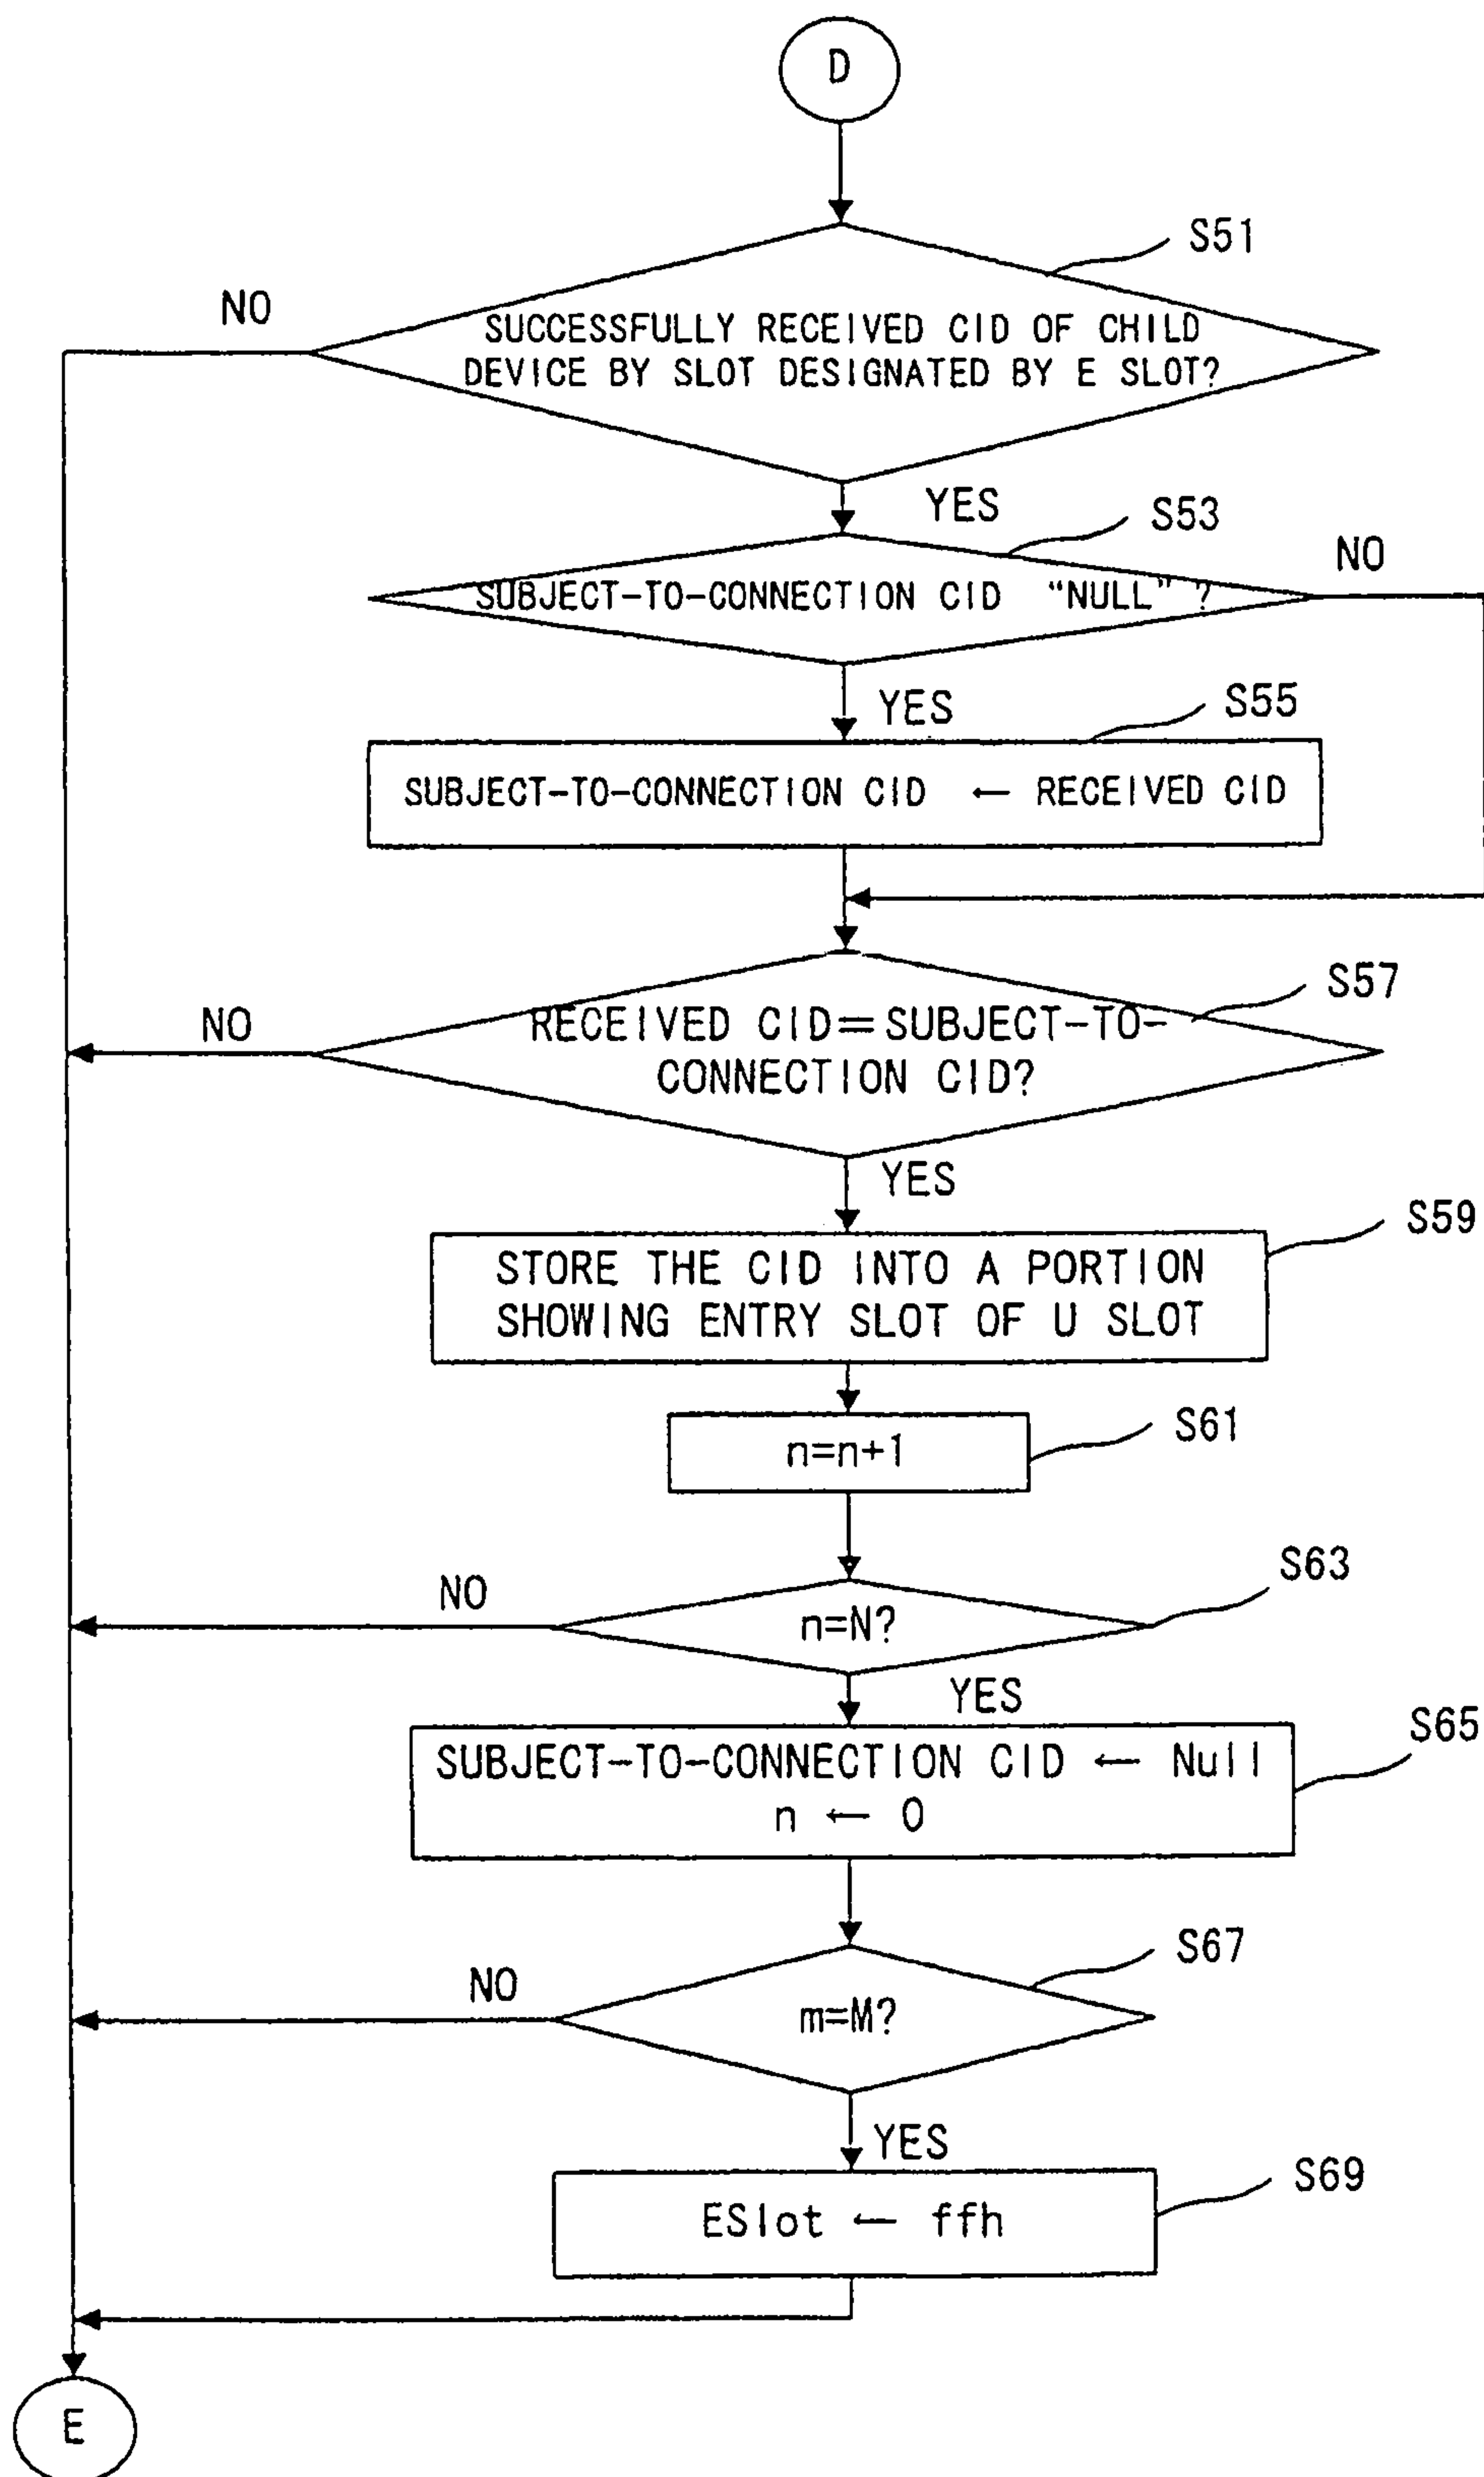 D
S51
NO
SUCCESSFULLY RECEIVED CID OF CHILD
DEVICE BY SLOT DESIGNATED BY E SLOT?
YES
S53
NO
SUBJECT-TO-CONNECTION CID “NULL” ?
YES
S55
SUBJECT-TO-CONNECTION CID ← RECEIVED CID
S57
NO
RECEIVED CID=SUBJECT-TO-
CONNECTION CID?
YES
S59
STORE THE CID INTO A PORTION
SHOWING ENTRY SLOT OF U SLOT
S61
n=n+1
S63
NO
n=N?
YES
S65
SUBJECT-TO-CONNECTION CID ← Null
n ← 0
S67
NO
m=M?
YES
S69
ESlot ← ffh
E